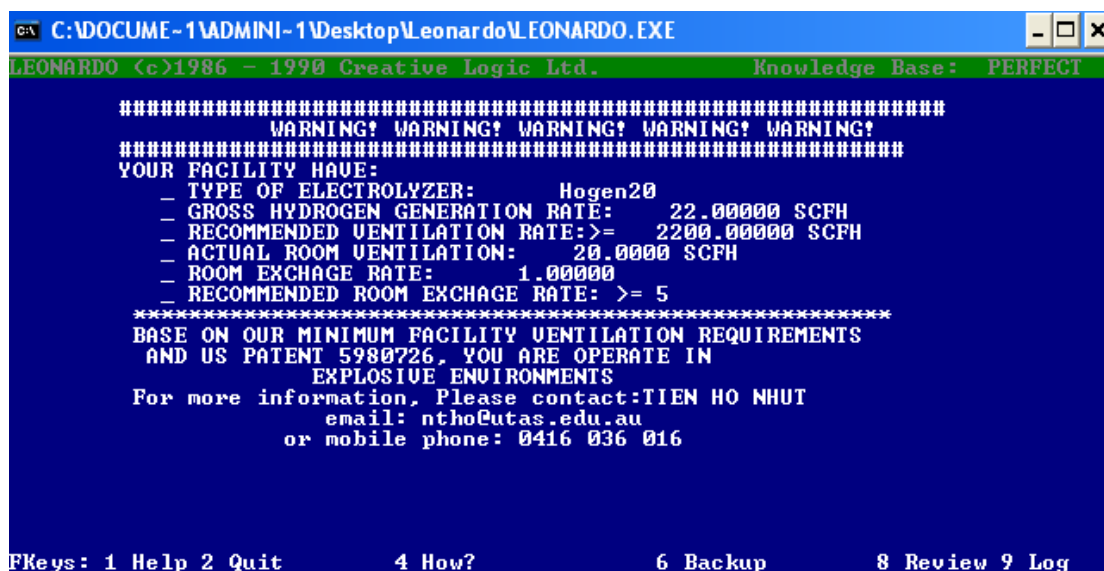 C:\DOCUME~1\ADMINI~1\Desktop\Leonardo\LEONARDO.EXE
LEONARDO (c)1986 - 1990 Creative Logic Ltd. Knowledge Base: PERFECT
############################################################
WARNING! WARNING! WARNING! WARNING! WARNING!
#########################################################
YOUR FACILITY HAVE:
_ TYPE OF ELECTROLYZER: Hogen20
_ GROSS HYDROGEN GENERATION RATE: 22.00000 SCFH
_ RECOMMENDED VENTILATION RATE:>= 2200.00000 SCFH
_ ACTUAL ROOM VENTILATION: 20.0000 SCFH
_ ROOM EXCHAGE RATE: 1.00000
_ RECOMMENDED ROOM EXCHAGE RATE: >= 5
*******************************************************
BASE ON OUR MINIMUM FACILITY VENTILATION REQUIREMENTS
AND US PATENT 5980726, YOU ARE OPERATE IN
EXPLOSIVE ENVIRONMENTS
For more information, Please contact:TIEN HO NHUT
email: ntho@utas.edu.au
or mobile phone: 0416 036 016
FKeys: 1 Help 2 Quit 4 How? 6 Backup 8 Review 9 Log